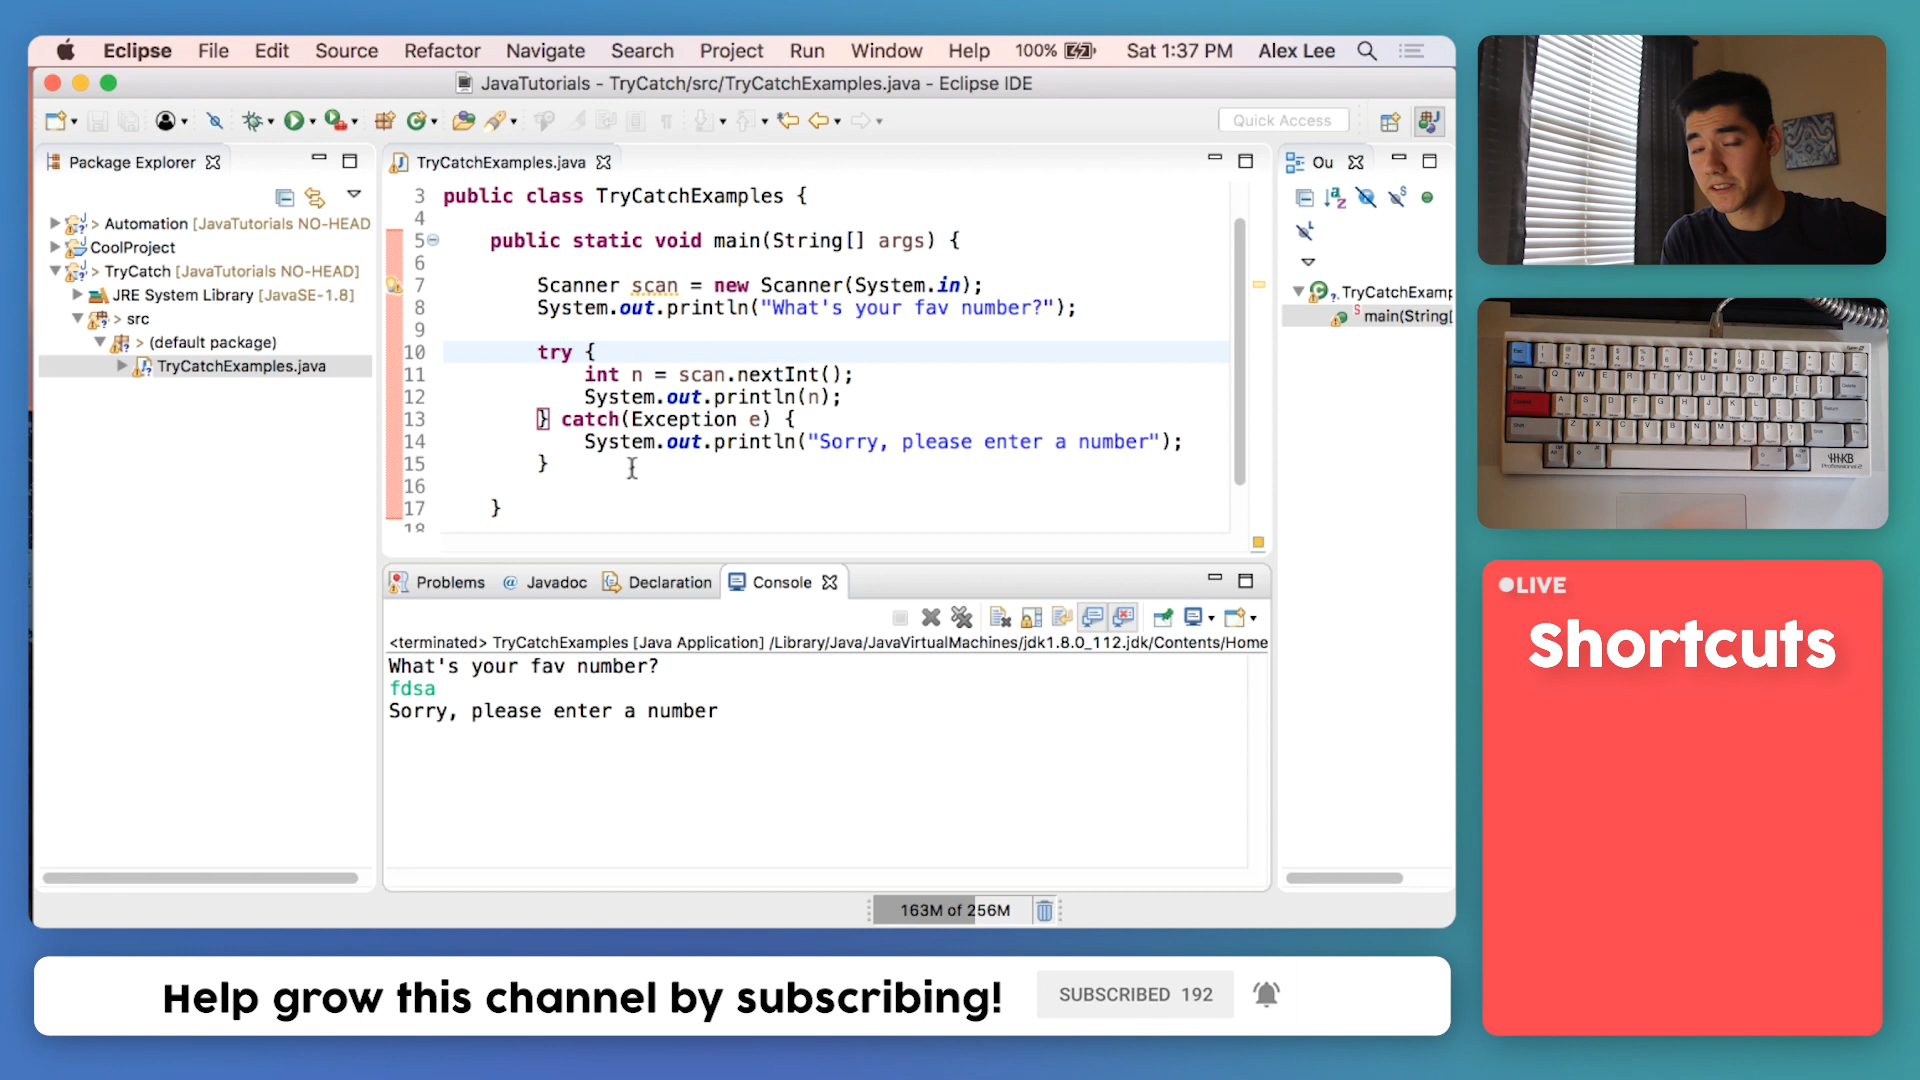 Eclipse File Edit Source Refactor Navigate Search Project Run Window Help 100% Sat 1:37 PM Alex Lee
JavaTutorials - TryCatch/src/TryCatchExamples.java - Eclipse IDE
Quick Access
Package Explorer
> Automation [JavaTutorials NO-HEAD
CoolProject
> TryCatch [JavaTutorials NO-HEAD]
JRE System Library [JavaSE-1.8]
> src
> (default package)
TryCatchExamples.java
TryCatchExamples.java
3 public class TryCatchExamples {
4
5 public static void main(String[] args) {
6
7 Scanner scan = new Scanner(System.in);
8 System.out.println("What's your fav number?");
9
10 try {
11 int n = scan.nextInt();
12 System.out.println(n);
13 } catch(Exception e) {
14 System.out.println("Sorry, please enter a number");
15 }
16
17 }
18
Ou
TryCatchExamp
main(String[
Problems @ Javadoc Declaration Console
<terminated> TryCatchExamples [Java Application] /Library/Java/JavaVirtualMachines/jdk1.8.0_112.jdk/Contents/Home
What's your fav number?
fdsa
Sorry, please enter a number
163M of 256M
Help grow this channel by subscribing!
SUBSCRIBED 192
LIVE
Shortcuts